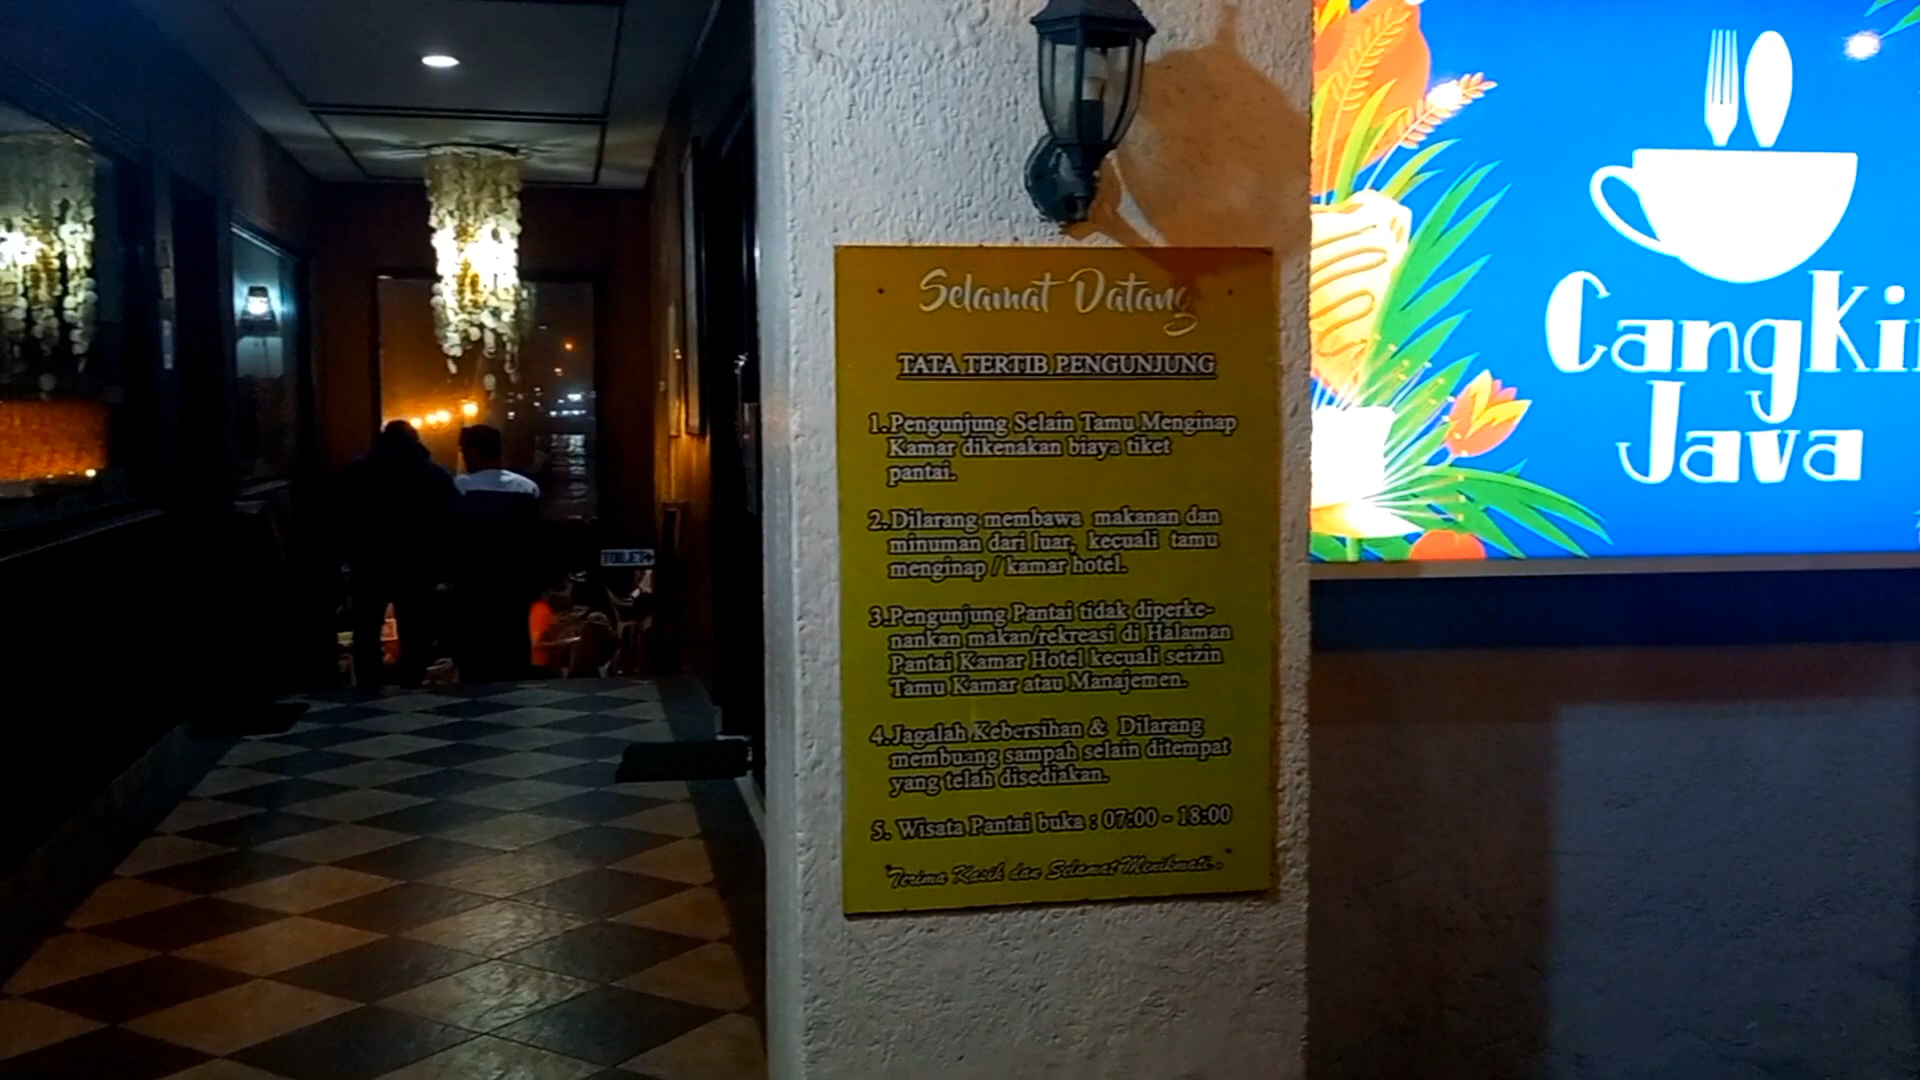 Selamat Datang
TATA TERTIB PENGUNJUNG
1. Pengunjung Selain Tamu Menginap
Kamar dikenakan biaya tiket
pantai.
2. Dilarang membawa makanan dan
minuman dari luar, kecuali tamu
menginap / kamar hotel.
3. Pengunjung Pantai tidak diperke-
nankan makan/rekreasi di Halaman
Pantai Kamar Hotel kecuali seizin
Tamu Kamar atau Manajemen.
4. Jagalah Kebersihan & Dilarang
membuang sampah selain ditempat
yang telah disediakan.
5. Wisata Pantai buka : 07:00 - 18:00
Terima Kasih dan Selamat Menikmati
TOILET
Java